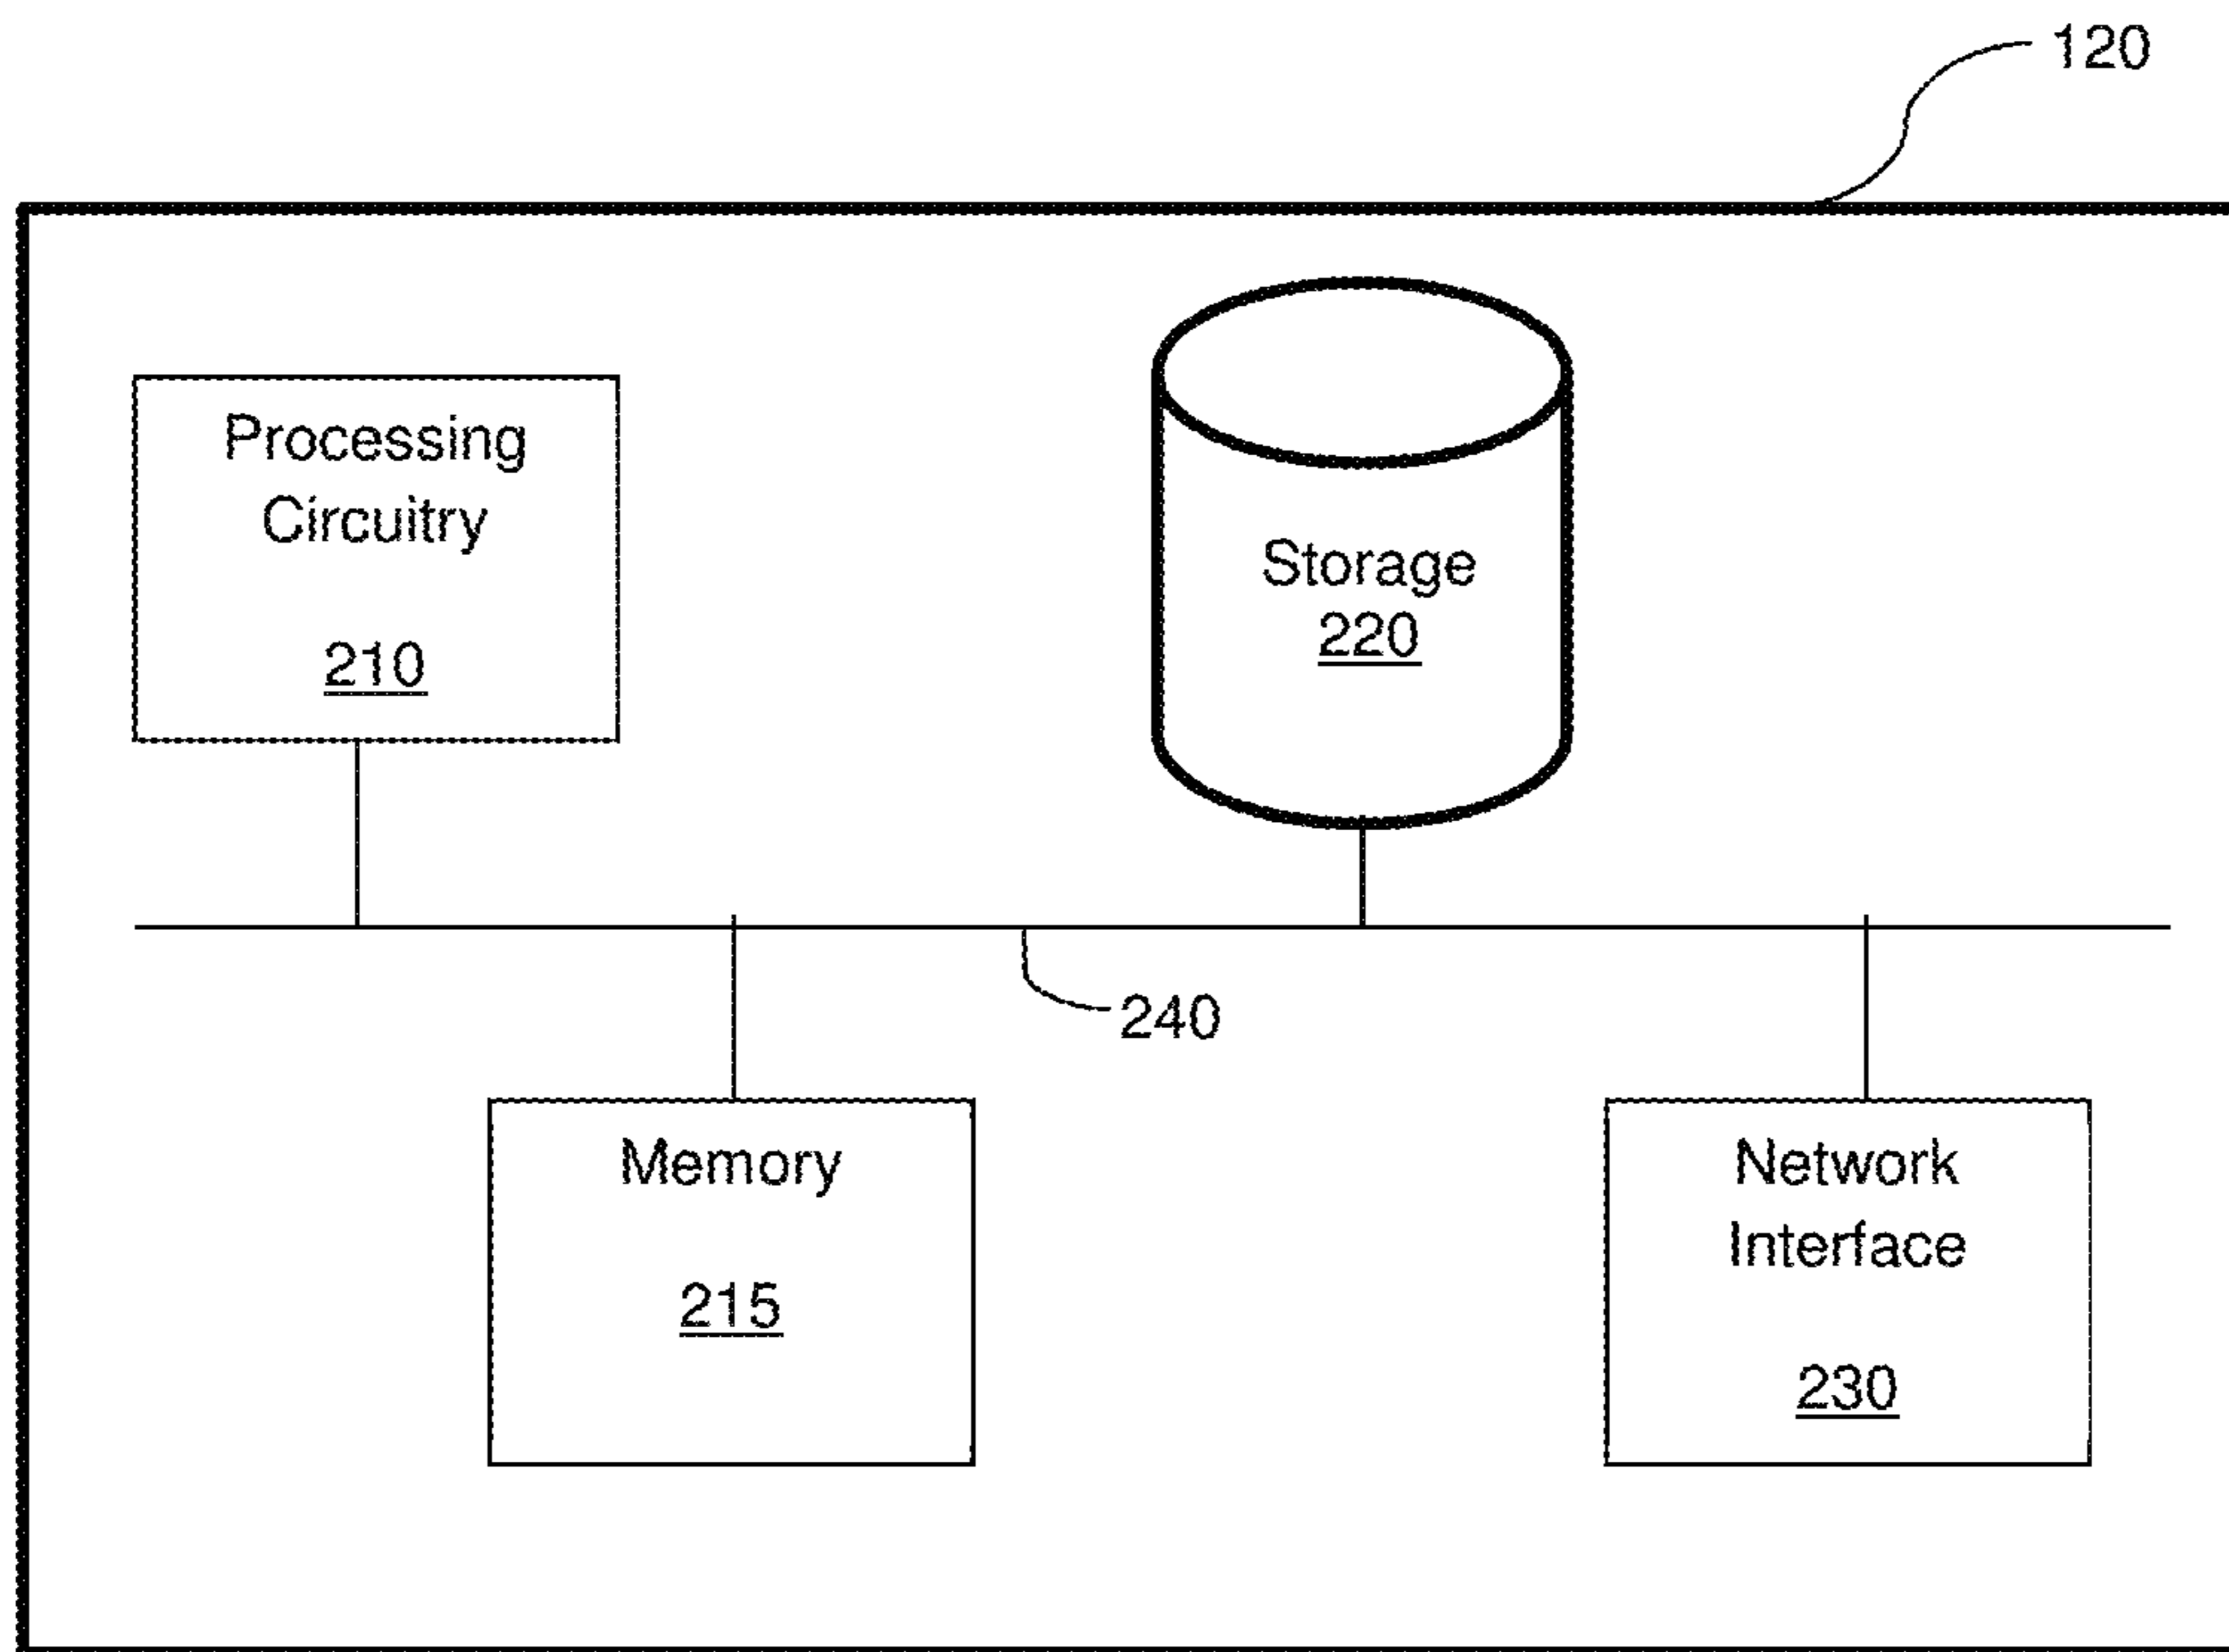 120
Processing
Circuitry
210
Storage
220
240
Memory
215
Network
Interface
230